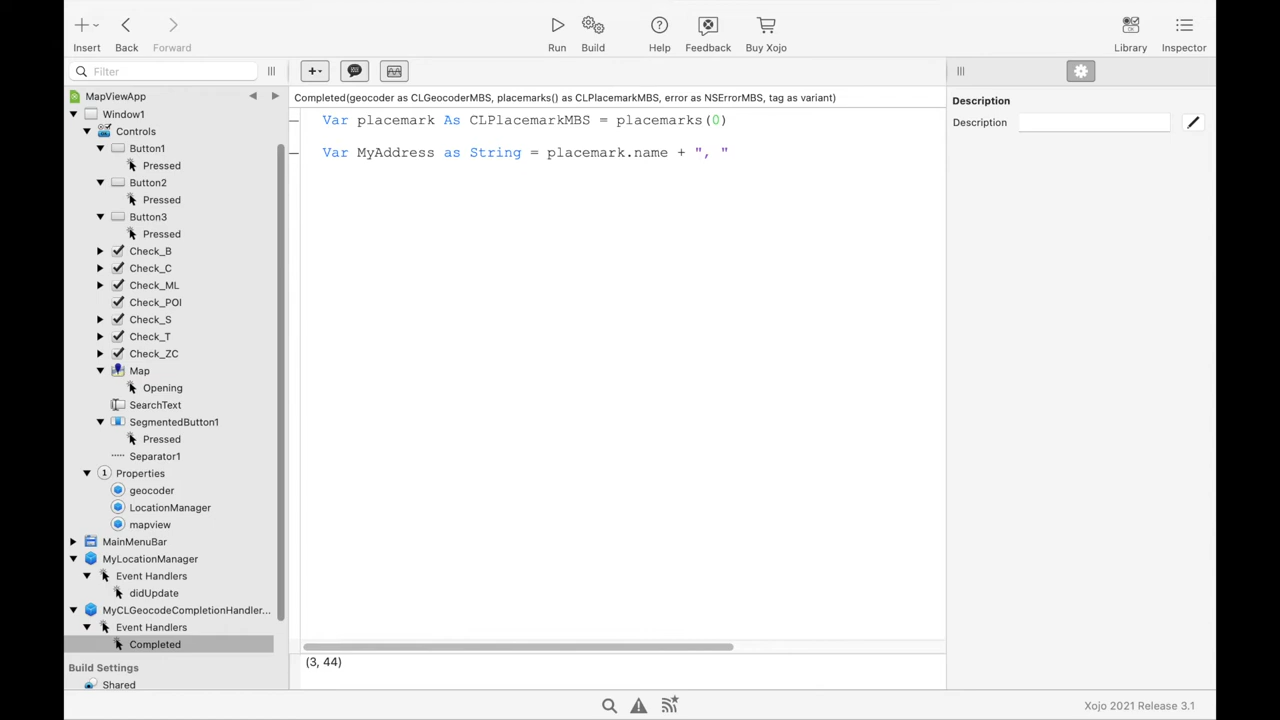 Insert
Back
Forward
Run
Build
Help
Feedback
Buy Xojo
Library
Inspector
Filter
MapViewApp
Window1
Controls
Button1
Pressed
Button2
Pressed
Button3
Pressed
Check_B
Check_C
Check_ML
Check_POI
Check_S
Check_T
Check_ZC
Map
Opening
SearchText
SegmentedButton1
Pressed
Separator1
Properties
geocoder
LocationManager
mapview
MainMenuBar
MyLocationManager
Event Handlers
didUpdate
MyCLGeocodeCompletionHandler...
Event Handlers
Completed
Build Settings
Shared
Completed(geocoder as CLGeocoderMBS, placemarks() as CLPlacemarkMBS, error as NSErrorMBS, tag as variant)
Var placemark As CLPlacemarkMBS = placemarks(0)
Var MyAddress as String = placemark.name + ", "
(3, 44)
Description
Description
Xojo 2021 Release 3.1